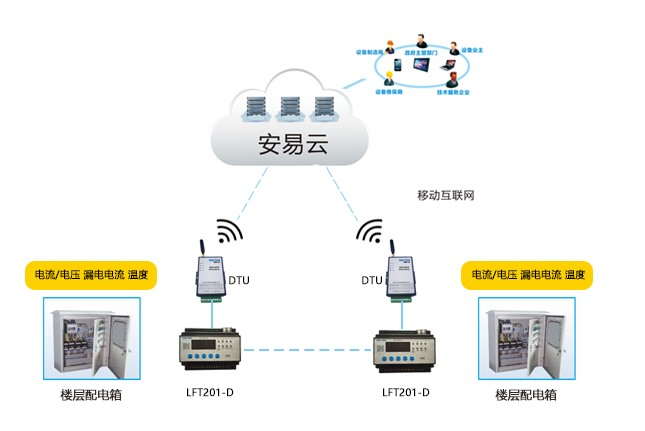 设备制造商
政府主管部门
设备业主
设备维保商
技术服务企业
安易云
移动互联网
电流/电压 漏电电流 温度
DTU
DTU
电流/电压 漏电电流 温度
LFT201-D
LFT201-D
楼层配电箱
楼层配电箱